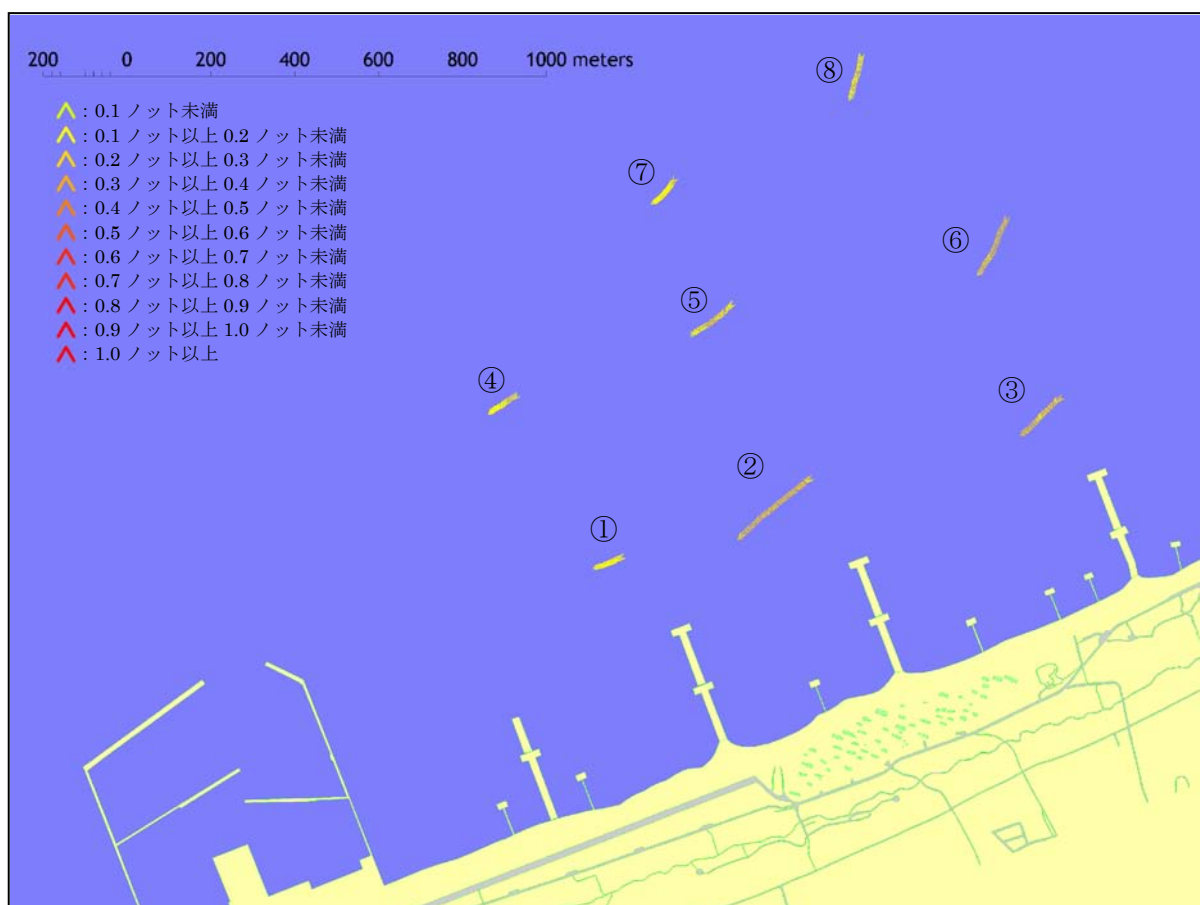 200 0 200 400 600 800 1000 meters
: 0.1 ノット未満
: 0.1 ノット以上 0.2 ノット未満
: 0.2 ノット以上 0.3 ノット未満
: 0.3 ノット以上 0.4 ノット未満
: 0.4 ノット以上 0.5 ノット未満
: 0.5 ノット以上 0.6 ノット未満
: 0.6 ノット以上 0.7 ノット未満
: 0.7 ノット以上 0.8 ノット未満
: 0.8 ノット以上 0.9 ノット未満
: 0.9 ノット以上 1.0 ノット未満
: 1.0 ノット以上
⑧
⑦
⑥
⑤
④
③
②
①